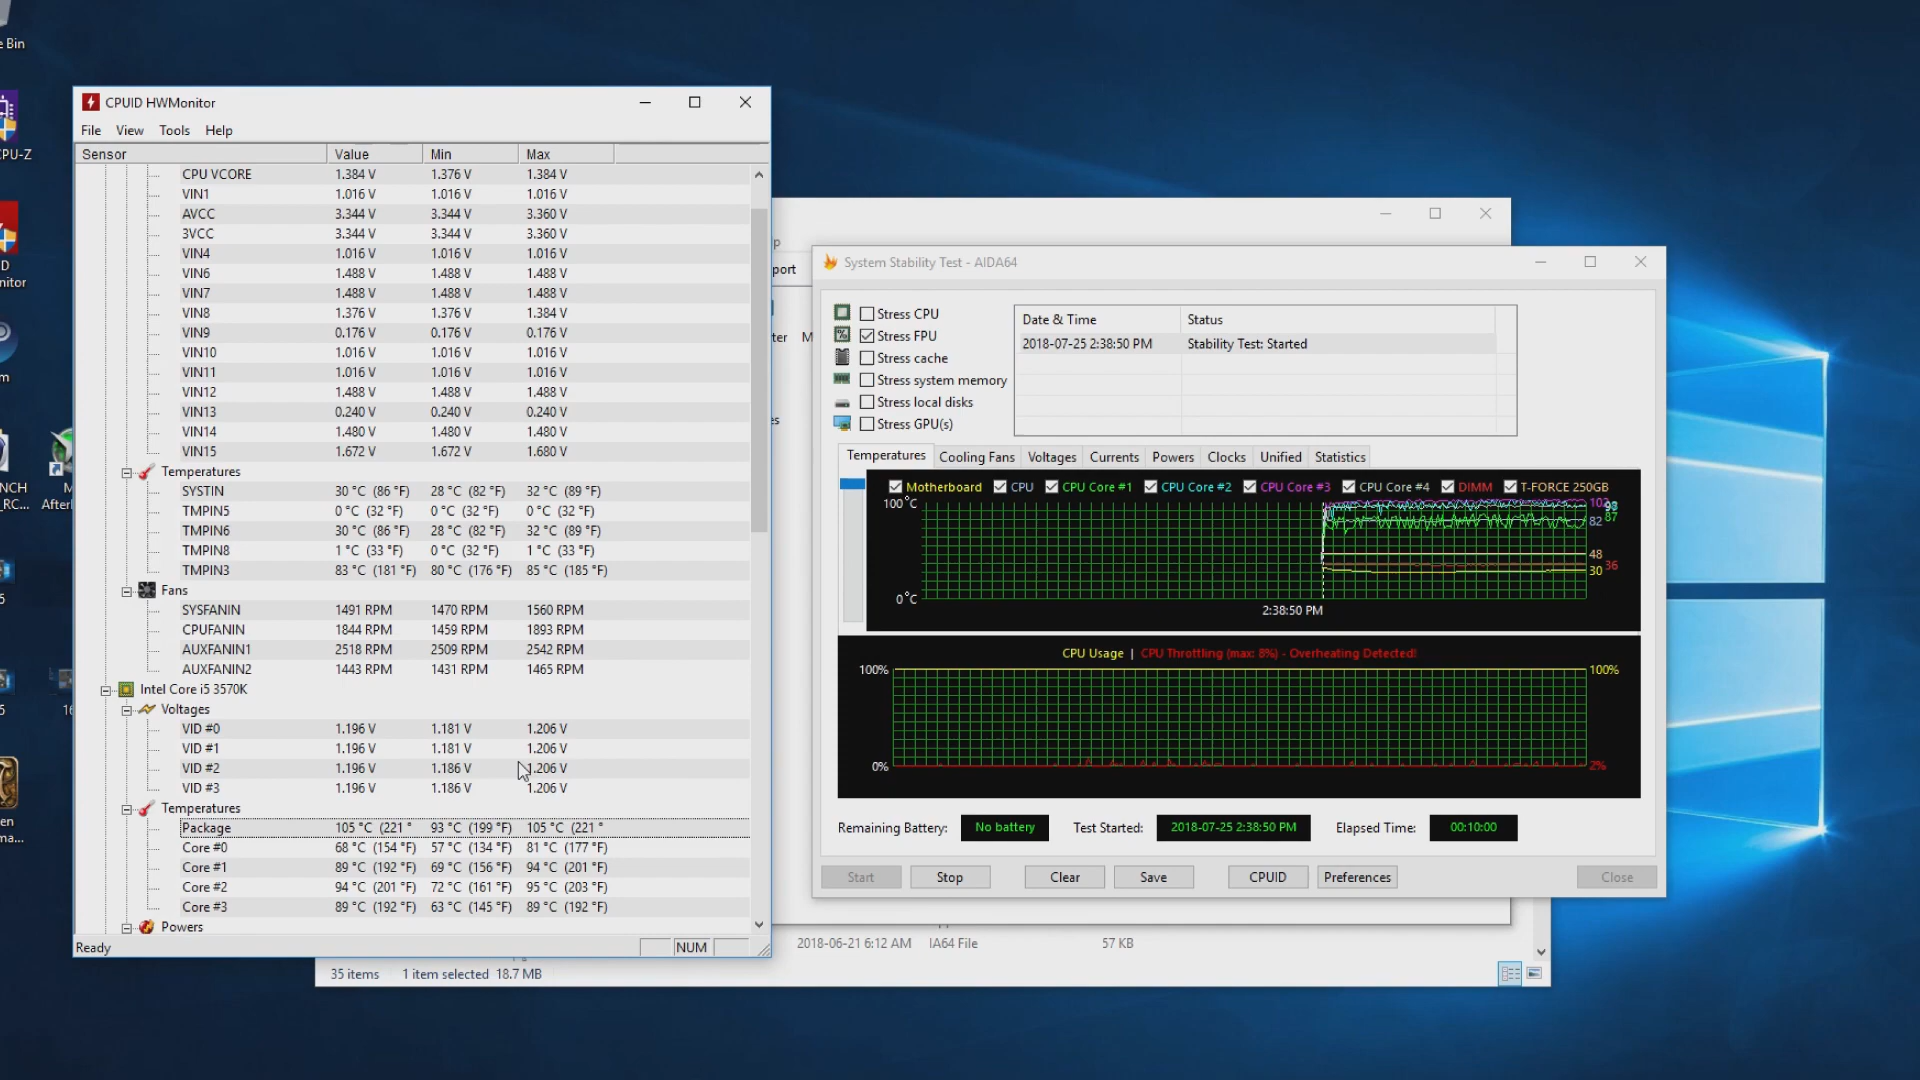 e Bin
CPU-Z
D
nitor
m
NCH
_RC...
M
Afterl
5
5
16
en
ma...
CPUID HWMonitor
File View Tools Help
Sensor Value Min Max
CPU VCORE 1.384 V 1.376 V 1.384 V
VIN1 1.016 V 1.016 V 1.016 V
AVCC 3.344 V 3.344 V 3.360 V
3VCC 3.344 V 3.344 V 3.360 V
VIN4 1.016 V 1.016 V 1.016 V
VIN6 1.488 V 1.488 V 1.488 V
VIN7 1.488 V 1.488 V 1.488 V
VIN8 1.376 V 1.376 V 1.384 V
VIN9 0.176 V 0.176 V 0.176 V
VIN10 1.016 V 1.016 V 1.016 V
VIN11 1.016 V 1.016 V 1.016 V
VIN12 1.488 V 1.488 V 1.488 V
VIN13 0.240 V 0.240 V 0.240 V
VIN14 1.480 V 1.480 V 1.480 V
VIN15 1.672 V 1.672 V 1.680 V
Temperatures
SYSTIN 30 °C (86 °F) 28 °C (82 °F) 32 °C (89 °F)
TMPIN5 0 °C (32 °F) 0 °C (32 °F) 0 °C (32 °F)
TMPIN6 30 °C (86 °F) 28 °C (82 °F) 32 °C (89 °F)
TMPIN8 1 °C (33 °F) 0 °C (32 °F) 1 °C (33 °F)
TMPIN3 83 °C (181 °F) 80 °C (176 °F) 85 °C (185 °F)
Fans
SYSFANIN 1491 RPM 1470 RPM 1560 RPM
CPUFANIN 1844 RPM 1459 RPM 1893 RPM
AUXFANIN1 2518 RPM 2509 RPM 2542 RPM
AUXFANIN2 1443 RPM 1431 RPM 1465 RPM
Intel Core i5 3570K
Voltages
VID #0 1.196 V 1.181 V 1.206 V
VID #1 1.196 V 1.181 V 1.206 V
VID #2 1.196 V 1.186 V 1.206 V
VID #3 1.196 V 1.186 V 1.206 V
Temperatures
Package 105 °C (221 ° 93 °C (199 °F) 105 °C (221 °
Core #0 68 °C (154 °F) 57 °C (134 °F) 81 °C (177 °F)
Core #1 89 °C (192 °F) 69 °C (156 °F) 94 °C (201 °F)
Core #2 94 °C (201 °F) 72 °C (161 °F) 95 °C (203 °F)
Core #3 89 °C (192 °F) 63 °C (145 °F) 89 °C (192 °F)
Powers
Ready NUM
p
port
ter M
es
System Stability Test - AIDA64
Stress CPU
Stress FPU
Stress cache
Stress system memory
Stress local disks
Stress GPU(s)
Date & Time Status
2018-07-25 2:38:50 PM Stability Test: Started
Temperatures Cooling Fans Voltages Currents Powers Clocks Unified Statistics
Motherboard CPU CPU Core #1 CPU Core #2 CPU Core #3 CPU Core #4 DIMM T-FORCE 250GB
100°C
87
82
48
30 36
0°C
2:38:50 PM
CPU Usage | CPU Throttling (max: 8%) - Overheating Detected!
100% 100%
0% 2%
Remaining Battery: No battery Test Started: 2018-07-25 2:38:50 PM Elapsed Time: 00:10:00
Start Stop Clear Save CPUID Preferences Close
2018-06-21 6:12 AM IA64 File 57 KB
35 items 1 item selected 18.7 MB